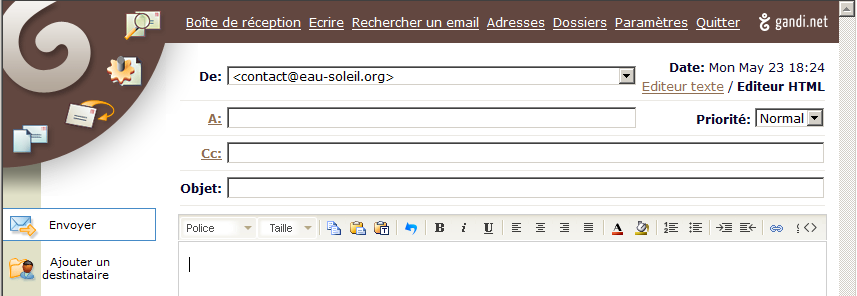 Boîte de réception Ecrire Rechercher un email Adresses Dossiers Paramètres Quitter gandi.net
De: <contact@eau-soleil.org> Date: Mon May 23 18:24
Editeur texte / Editeur HTML
A: Priorité: Normal
Cc:
Objet:
Envoyer
Police Taille B I U A <>
Ajouter un
destinataire